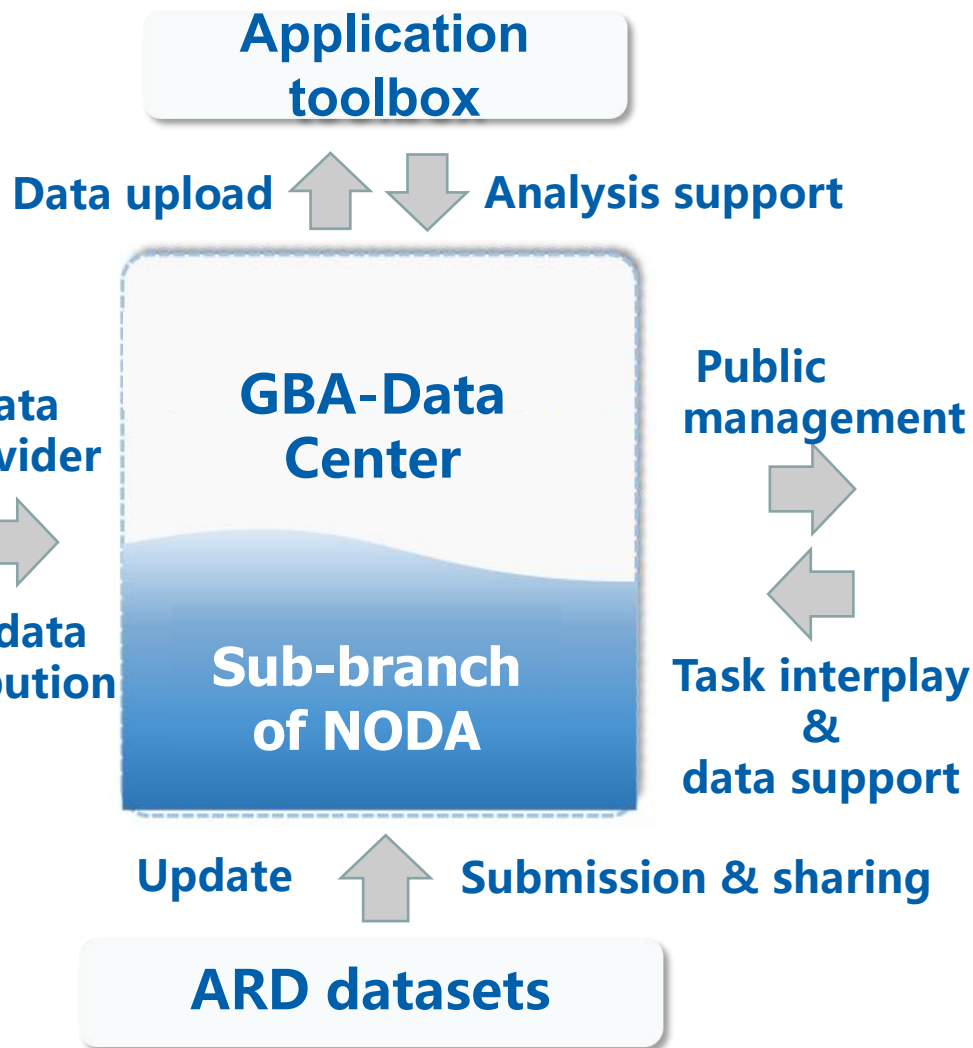 Application
toolbox
Data upload
Analysis support
GBA-Data
Center
Public
management
data
Sub-branch
of NODA
Task interplay
&
data support
Update
Submission & sharing
ARD datasets